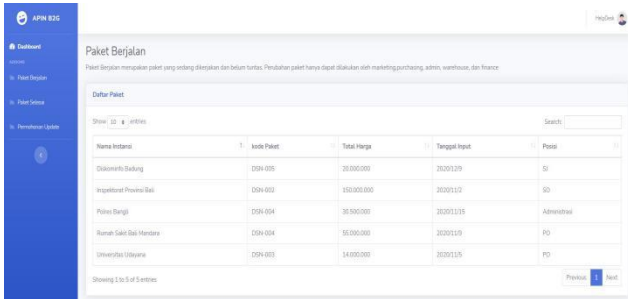 APIN B2G
HelpDesk
Dashboard
Paket Berjalan
Paket Selesai
Permohonan Update
Paket Berjalan
Paket Berjalan merupakan paket yang sedang dikerjakan dan belum tuntas. Perubahan paket hanya dapat dilakukan oleh marketing,purchasing, admin, warehouse, dan finance
Daftar Paket
Show 10 entries
Search:
Nama Instansi kode Paket Total Harga Tanggal Input Posisi
Diskominfo Badung DSN-005 20.000.000 2020/12/9 SI
Inspektorat Provinsi Bali DSN-002 150.000.000 2020/11/2 SO
Polres Bangli DSN-004 30.500.000 2020/11/15 Administrasi
Rumah Sakit Bali Mandara DSN-004 55.000.000 2020/11/9 PO
Universitas Udayana DSN-003 14.000.000 2020/11/5 PO
Showing 1 to 5 of 5 entries
Previous 1 Next